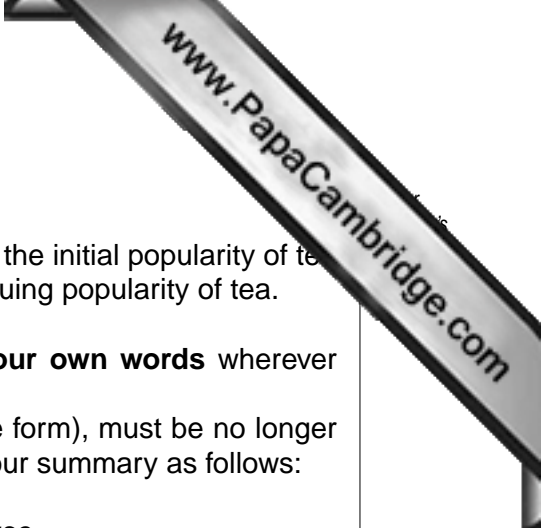 www.PapaCambridge.com
the initial popularity of te
uing popularity of tea.
our own words wherever
e form), must be no longer
our summary as follows: